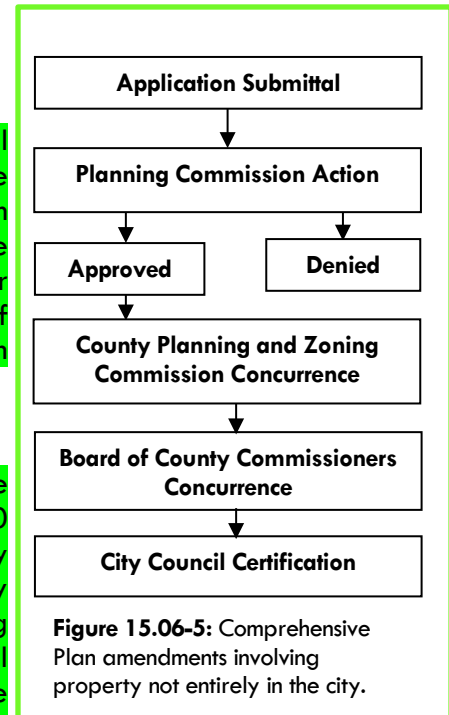 Application Submittal
Planning Commission Action
Approved
Denied
County Planning and Zoning
Commission Concurrence
Board of County Commissioners
Concurrence
City Council Certification
Figure 15.06-5: Comprehensive
Plan amendments involving
property not entirely in the city.